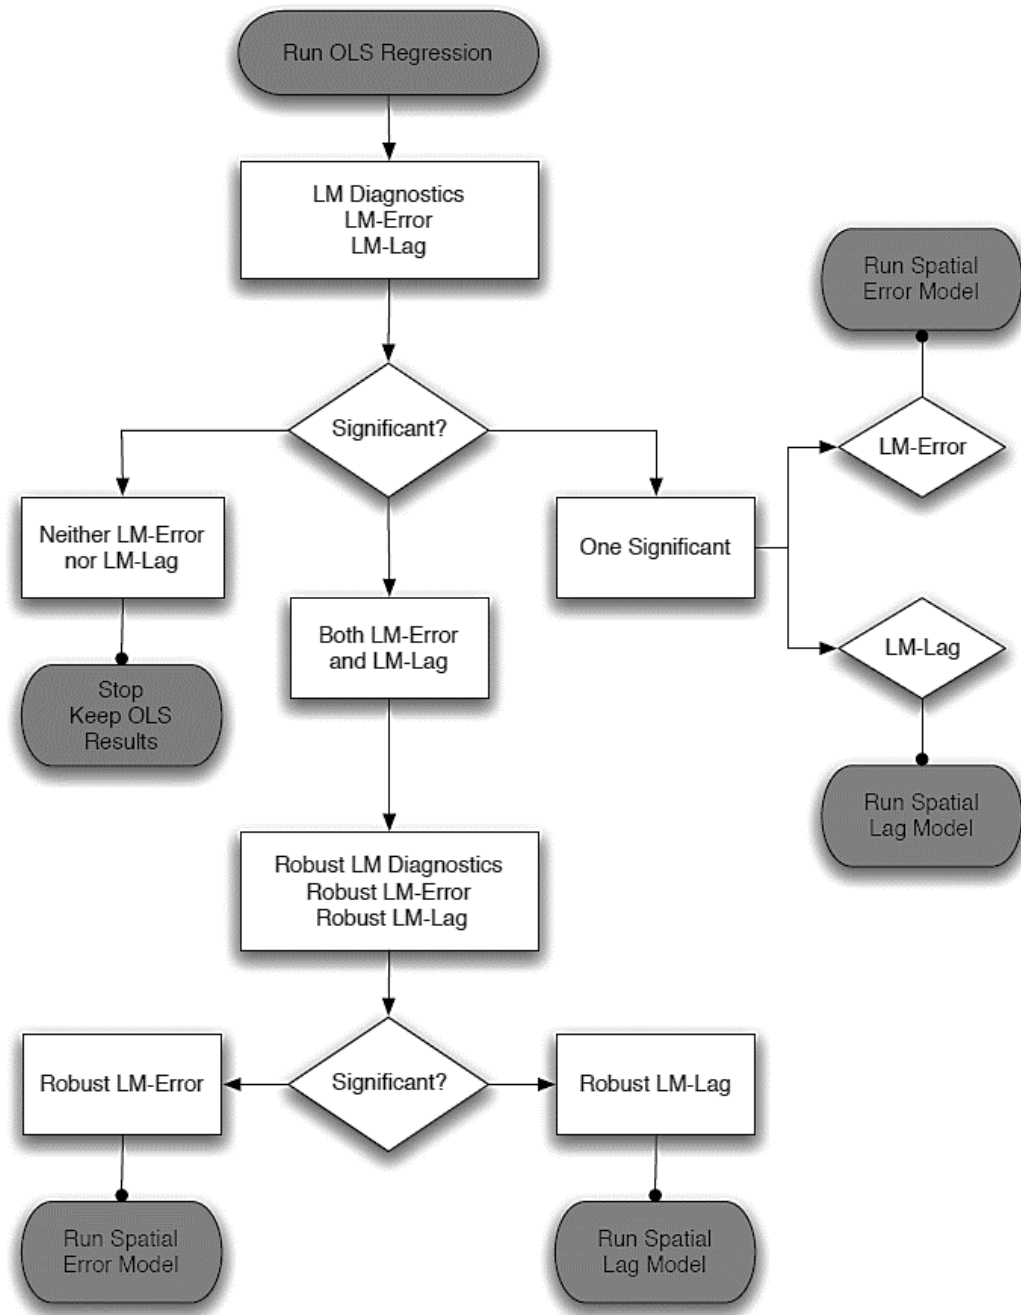 Run OLS Regression
LM Diagnostics
LM-Error
LM-Lag
Run Spatial
Error Model
Significant?
LM-Error
Neither LM-Error
nor LM-Lag
One Significant
Both LM-Error
and LM-Lag
LM-Lag
Stop
Keep OLS
Results
Run Spatial
Lag Model
Robust LM Diagnostics
Robust LM-Error
Robust LM-Lag
Robust LM-Error
Significant?
Robust LM-Lag
Run Spatial
Error Model
Run Spatial
Lag Model